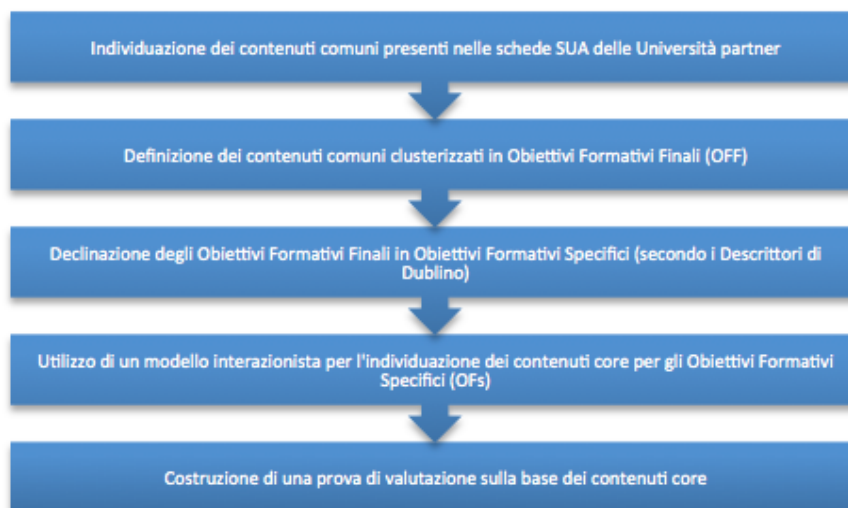 Individuazione dei contenuti comuni presenti nelle schede SUA delle Università partner
Definizione dei contenuti comuni clusterizzati in Obiettivi Formativi Finali (OFF)
Declinazione degli Obiettivi Formativi Finali in Obiettivi Formativi Specifici (secondo i Descrittori di
Dublino)
Utilizzo di un modello interazionista per l'individuazione dei contenuti core per gli Obiettivi Formativi
Specifici (OFs)
Costruzione di una prova di valutazione sulla base dei contenuti core